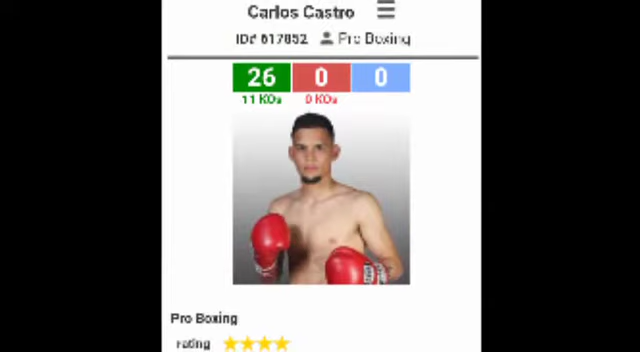 Carlos Castro
ID# 617852 Pro Boxing
26 0 0
11 KOs 0 KOs
Pro Boxing
rating